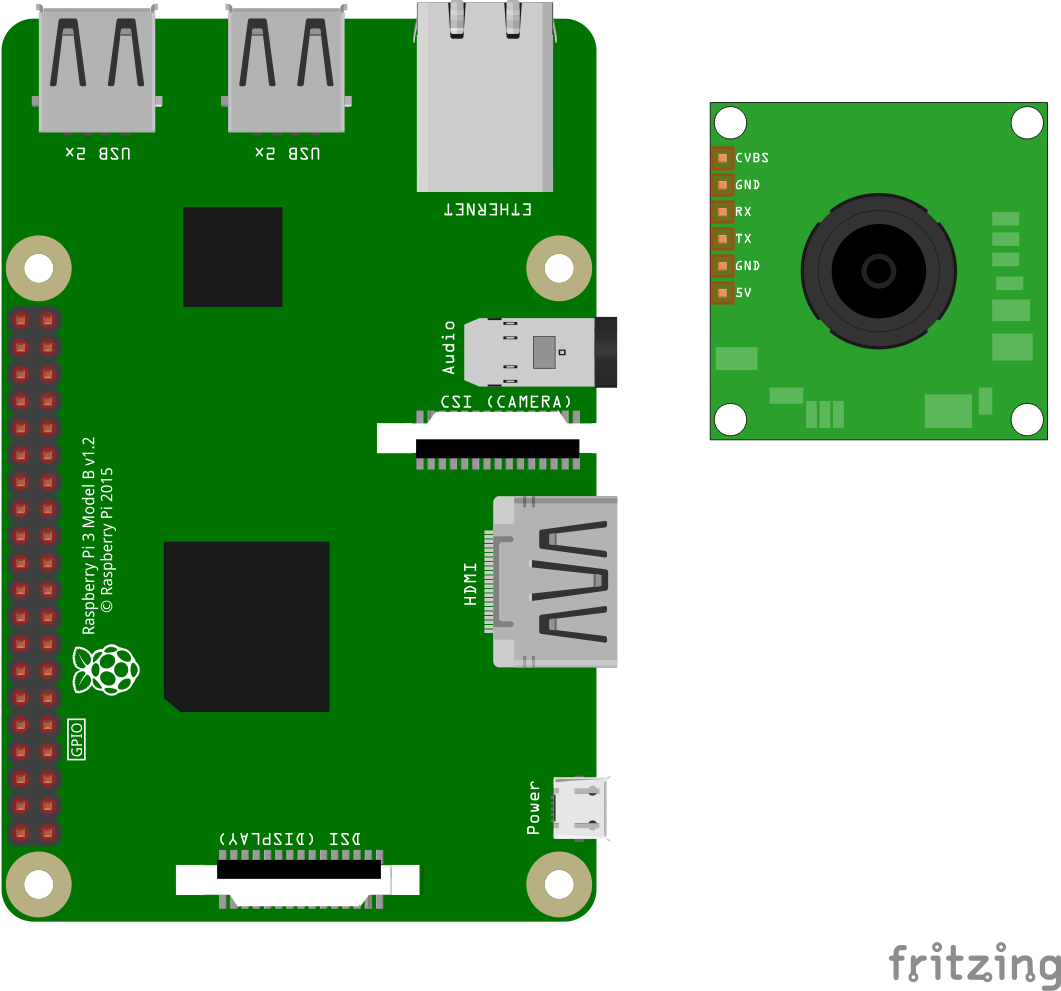 USB 2x
USB 2x
ETHERNET
Audio
CSI (CAMERA)
Raspberry Pi 3 Model B v1.2
© Raspberry Pi 2015
HDMI
GPIO
Power
DSI (DISPLAY)
CVBS
GND
RX
TX
GND
5V
fritzing